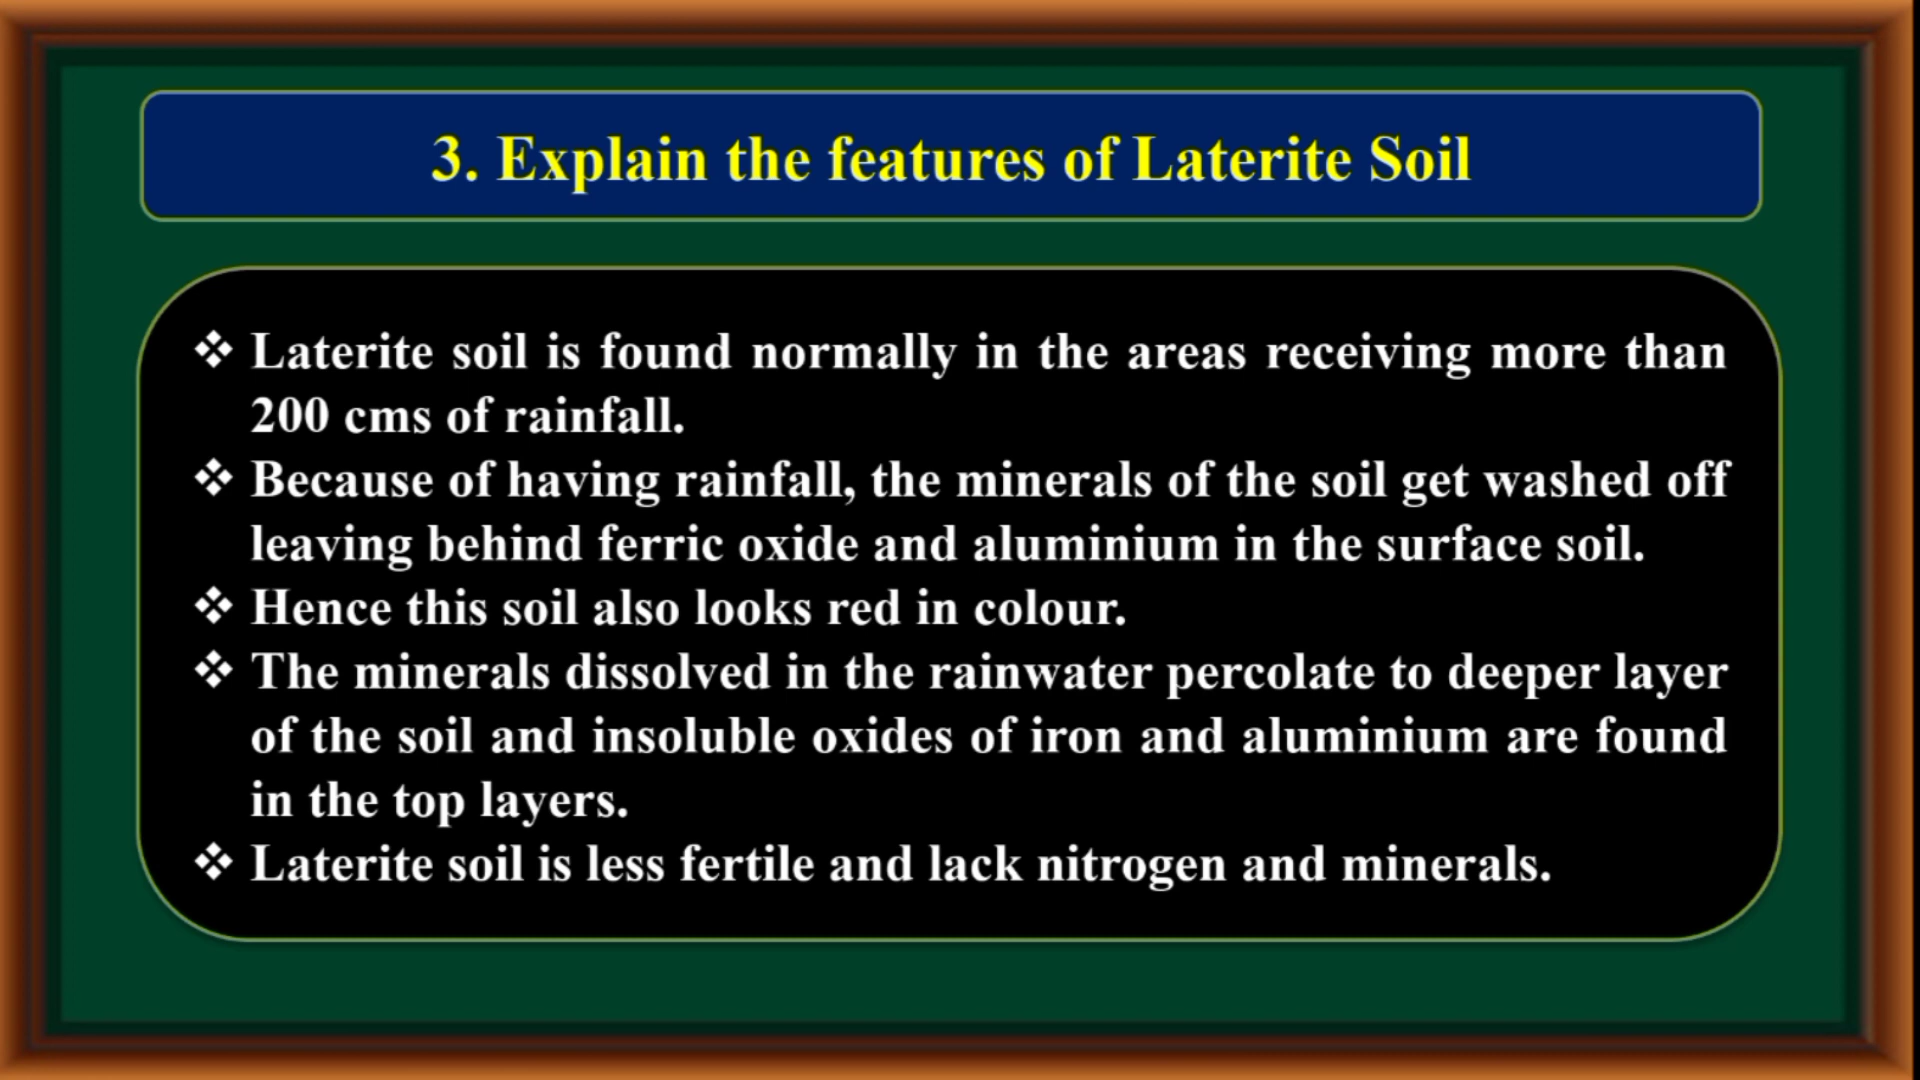 3. Explain the features of Laterite Soil
❖ Laterite soil is found normally in the areas receiving more than
200 cms of rainfall.
❖ Because of having rainfall, the minerals of the soil get washed off
leaving behind ferric oxide and aluminium in the surface soil.
❖ Hence this soil also looks red in colour.
❖ The minerals dissolved in the rainwater percolate to deeper layer
of the soil and insoluble oxides of iron and aluminium are found
in the top layers.
❖ Laterite soil is less fertile and lack nitrogen and minerals.